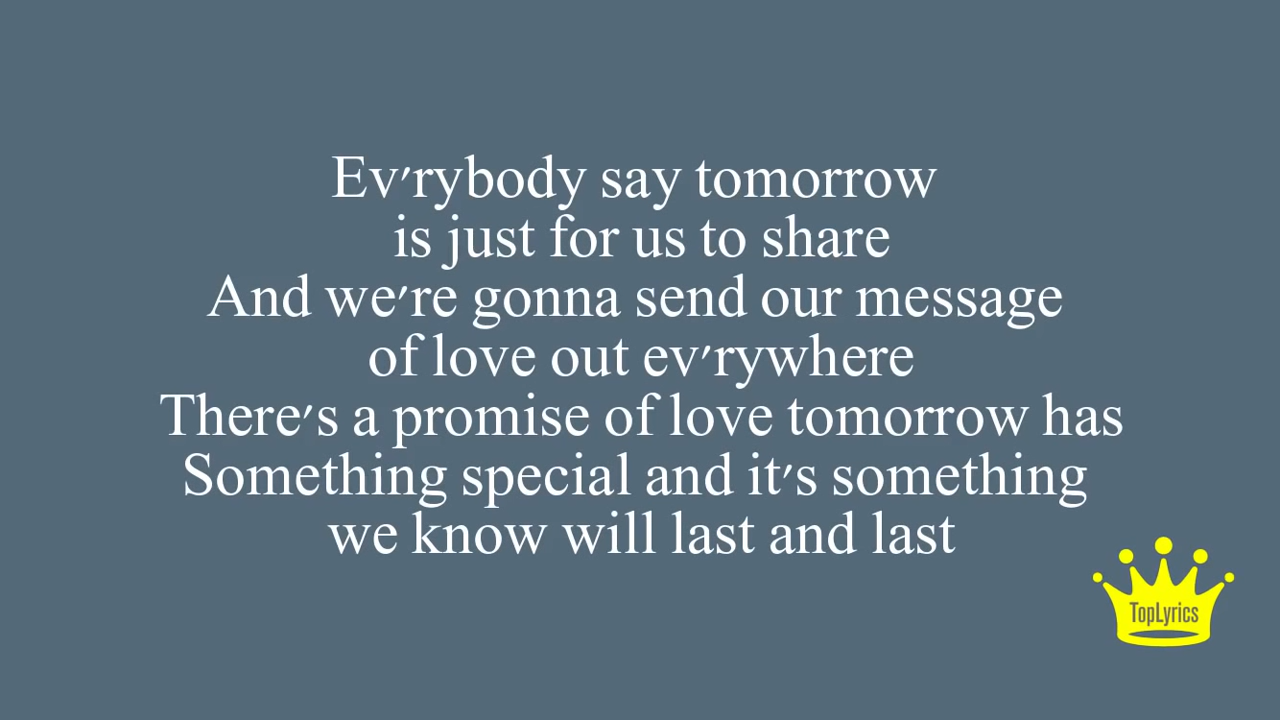 Ev'rybody say tomorrow
is just for us to share
And we're gonna send our message
of love out ev'rywhere
There's a promise of love tomorrow has
Something special and it's something
we know will last and last
TopLyrics